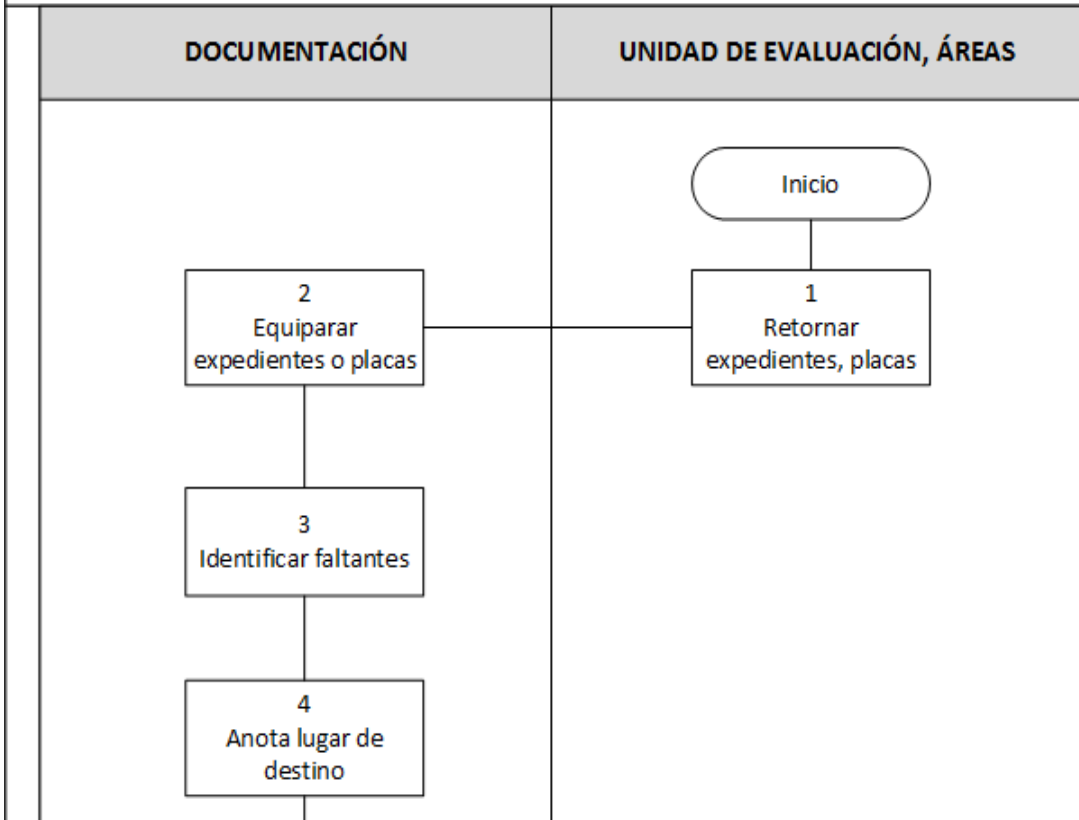 DOCUMENTACIÓN
UNIDAD DE EVALUACIÓN, ÁREAS
Inicio
1
Retornar
expedientes, placas
2
Equiparar
expedientes o placas
3
Identificar faltantes
4
Anota lugar de
destino